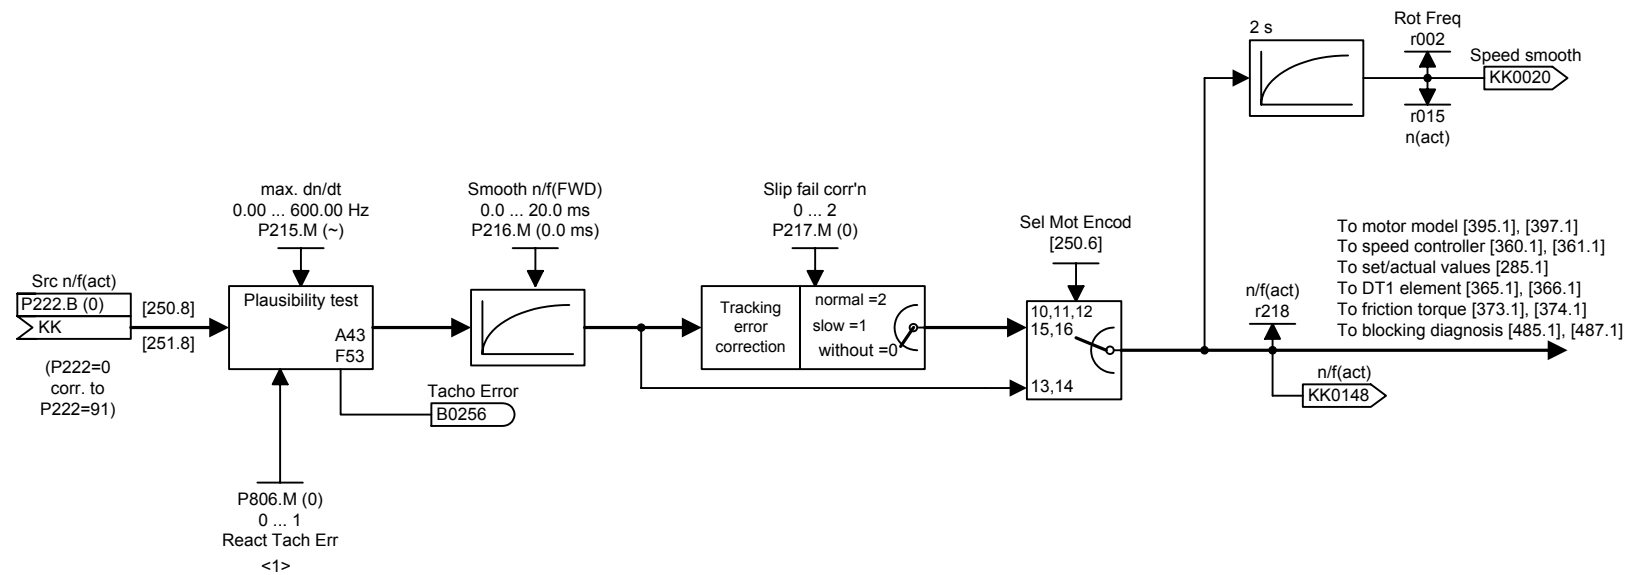 2 s
Rot Freq
r002
Speed smooth
KK0020
r015
n(act)
max. dn/dt
0.00 ... 600.00 Hz
P215.M (~)
Smooth n/f(FWD)
0.0 ... 20.0 ms
P216.M (0.0 ms)
Slip fail corr'n
0 ... 2
P217.M (0)
Sel Mot Encod
[250.6]
To motor model [395.1], [397.1]
To speed controller [360.1], [361.1]
To set/actual values [285.1]
To DT1 element [365.1], [366.1]
To friction torque [373.1], [374.1]
To blocking diagnosis [485.1], [487.1]
Src n/f(act)
P222.B (0)
KK
[250.8]
[251.8]
(P222=0
corr. to
P222=91)
Plausibility test
A43
F53
Tacho Error
B0256
Tracking
error
correction
normal =2
slow =1
without =0
10,11,12
15,16
13,14
n/f(act)
r218
n/f(act)
KK0148
P806.M (0)
0 ... 1
React Tach Err
<1>